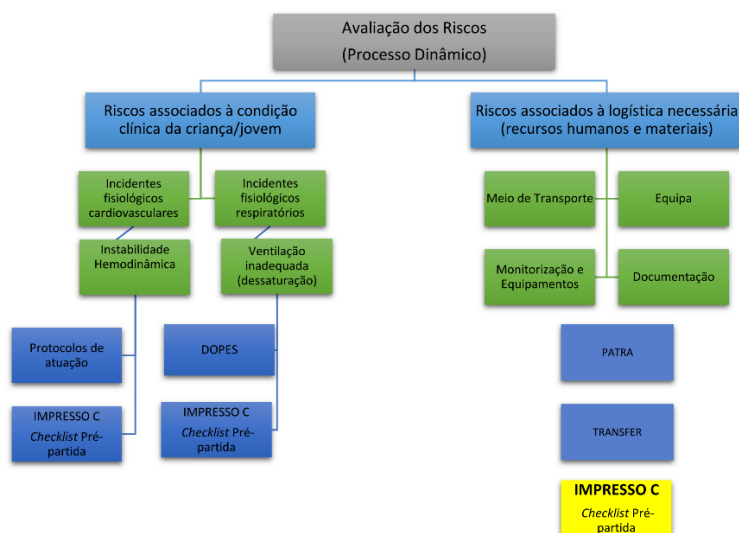 Avaliação dos Riscos
(Processo Dinâmico)
Riscos associados à condição
clínica da criança/jovem
Riscos associados à logística necessária
(recursos humanos e materiais)
Incidentes
fisiológicos
cardiovasculares
Incidentes
fisiológicos
respiratórios
Meio de Transporte
Equipa
Instabilidade
Hemodinâmica
Ventilação
inadequada
(dessaturação)
Monitorização e
Equipamentos
Documentação
Protocolos de
atuação
DOPES
PATRA
IMPRESSO C
Checklist Pré-
partida
IMPRESSO C
Checklist Pré-
partida
TRANSFER
IMPRESSO C
Checklist Pré-
partida